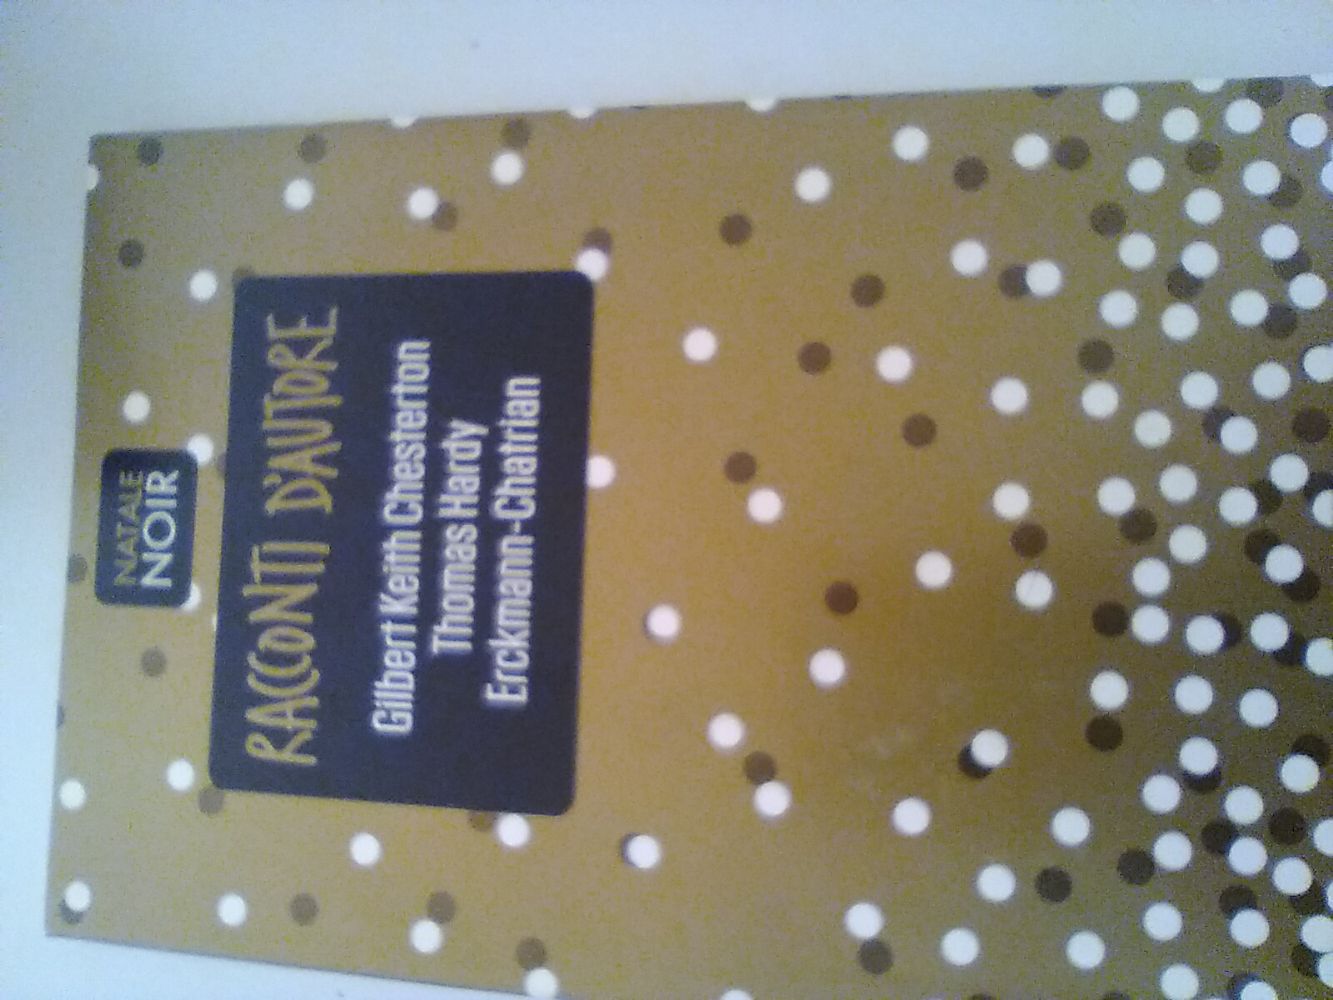 NATALE
NOIR
RACCONTI D'AUTORE
Gilbert Keith Chesterton
Thomas Hardy
Erckmann-Chatrian